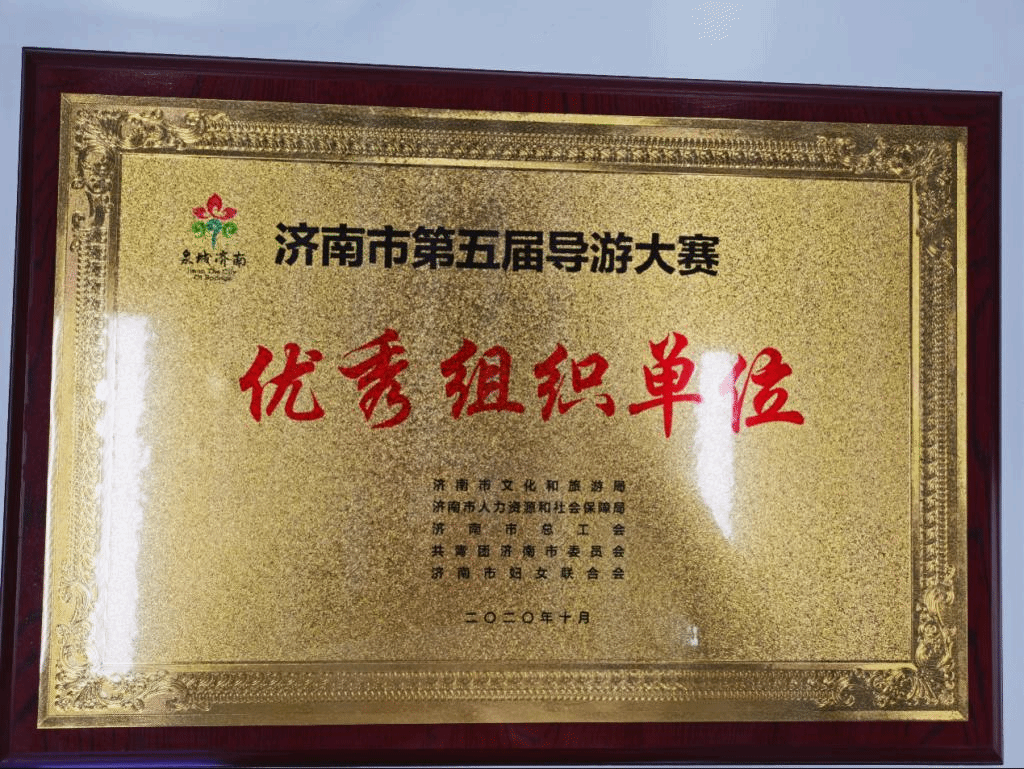 泉城济南
济南市第五届导游大赛
优秀组织单位
济南市文化和旅游局
济南市人力资源和社会保障局
济南市总工会
共青团济南市委员会
济南市妇女联合会
二〇二〇年十月